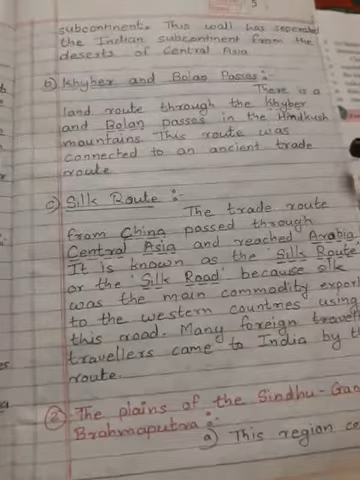 5
subcontinent. This wall has seperated
the Indian subcontinent from the
deserts of Central Asia
b) Khyber and Bolan Passes :-
There is a
land route through the Khyber
and Bolan passes in the Hindkush
mountains This route was
connected to an ancient trade
route.
c) Silk Route :-
The trade route
from China passed through
Central Asia and reached Arabia.
It is known as the 'Silk Route'
or the 'Silk Road' because silk
was the main commodity expor
to the western countries using
this road. Many foreign travell
travellers came to India by th
route.
② The plains of the Sindhu-Gan
Brahmaputra :-
a) This region co